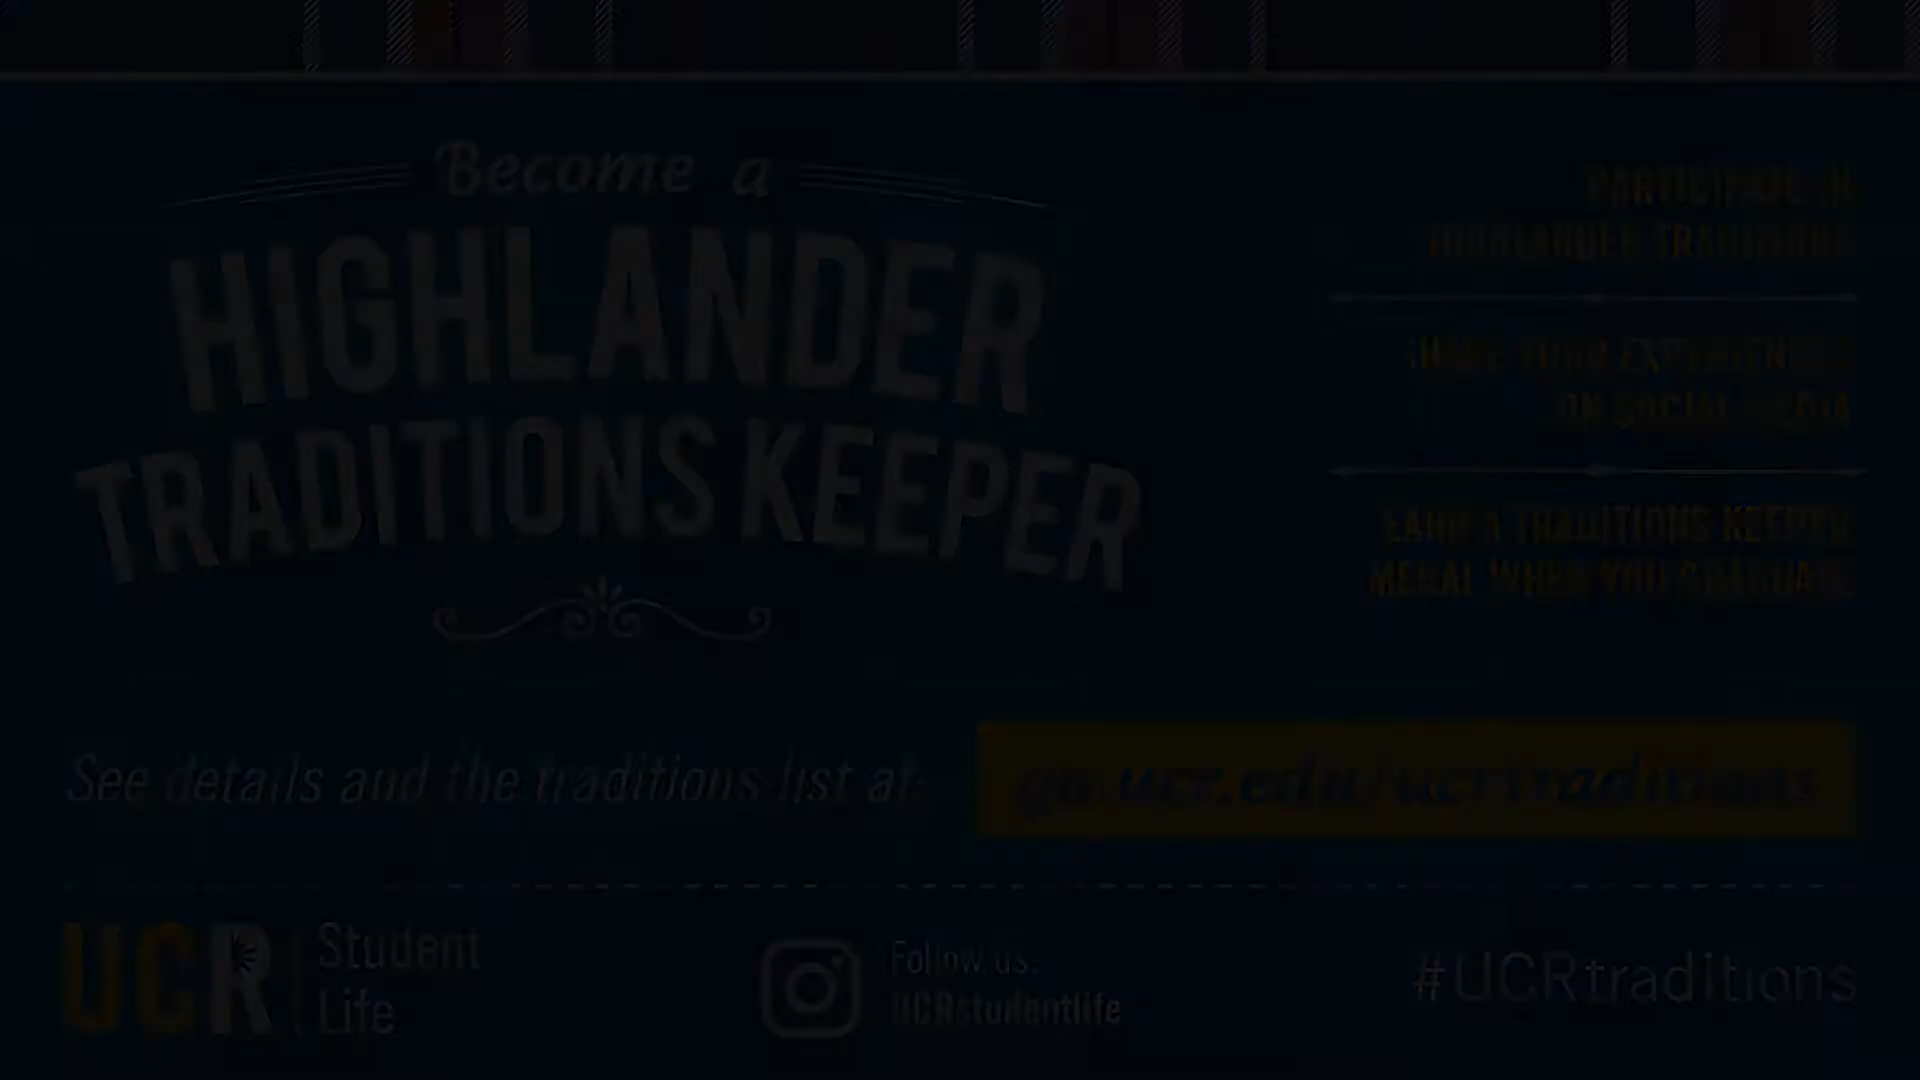 Become a
HIGHLANDER
TRADITIONS KEEPER
PARTICIPATE IN
HIGHLANDER TRADITIONS
SHARE YOUR EXPERIENCE
ON SOCIAL MEDIA
EARN A TRADITIONS KEEPER
MEDAL WHEN YOU GRADUATE
See details and the traditions list at:
go.ucr.edu/ucrtraditions
UCR Student
Life
Follow us:
UCRstudentlife
#UCRtraditions